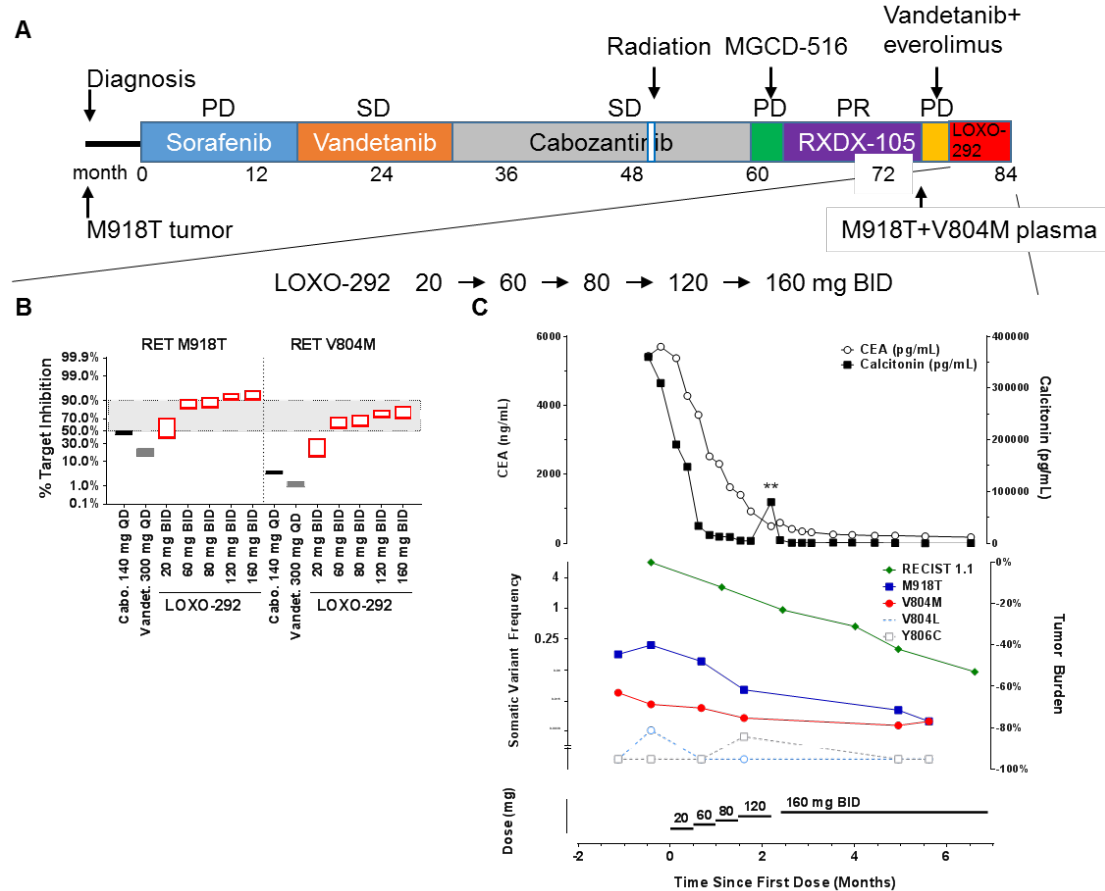 A
Diagnosis
Radiation
MGCD-516
Vandetanib+
everolimus
PD
SD
SD
PD
PR
PD
Sorafenib
Vandetanib
Cabozantinib
RXDX-105
LOXO-
292
month
0
12
24
36
48
60
72
84
M918T tumor
M918T+V804M plasma
LOXO-292 20 → 60 → 80 → 120 → 160 mg BID
B
RET M918T
RET V804M
% Target Inhibition
99.9%
99.0%
90.0%
70.0%
50.0%
30.0%
10.0%
1.0%
0.1%
Cabo. 140 mg QD
Vandet. 300 mg QD
20 mg BID
60 mg BID
80 mg BID
120 mg BID
160 mg BID
Cabo. 140 mg QD
Vandet. 300 mg QD
20 mg BID
60 mg BID
80 mg BID
120 mg BID
160 mg BID
LOXO-292
LOXO-292
C
CEA (ng/mL)
6000
4000
2000
0
CEA (pg/mL)
Calcitonin (pg/mL)
**
400000
300000
200000
100000
0
Calcitonin (pg/mL)
Somatic Variant Frequency
4
1
0.25
RECIST 1.1
M918T
V804M
V804L
Y806C
0%
-20%
-40%
-60%
-80%
-100%
Tumor Burden
Dose (mg)
20
60
80
120
160 mg BID
-2
0
2
4
6
Time Since First Dose (Months)